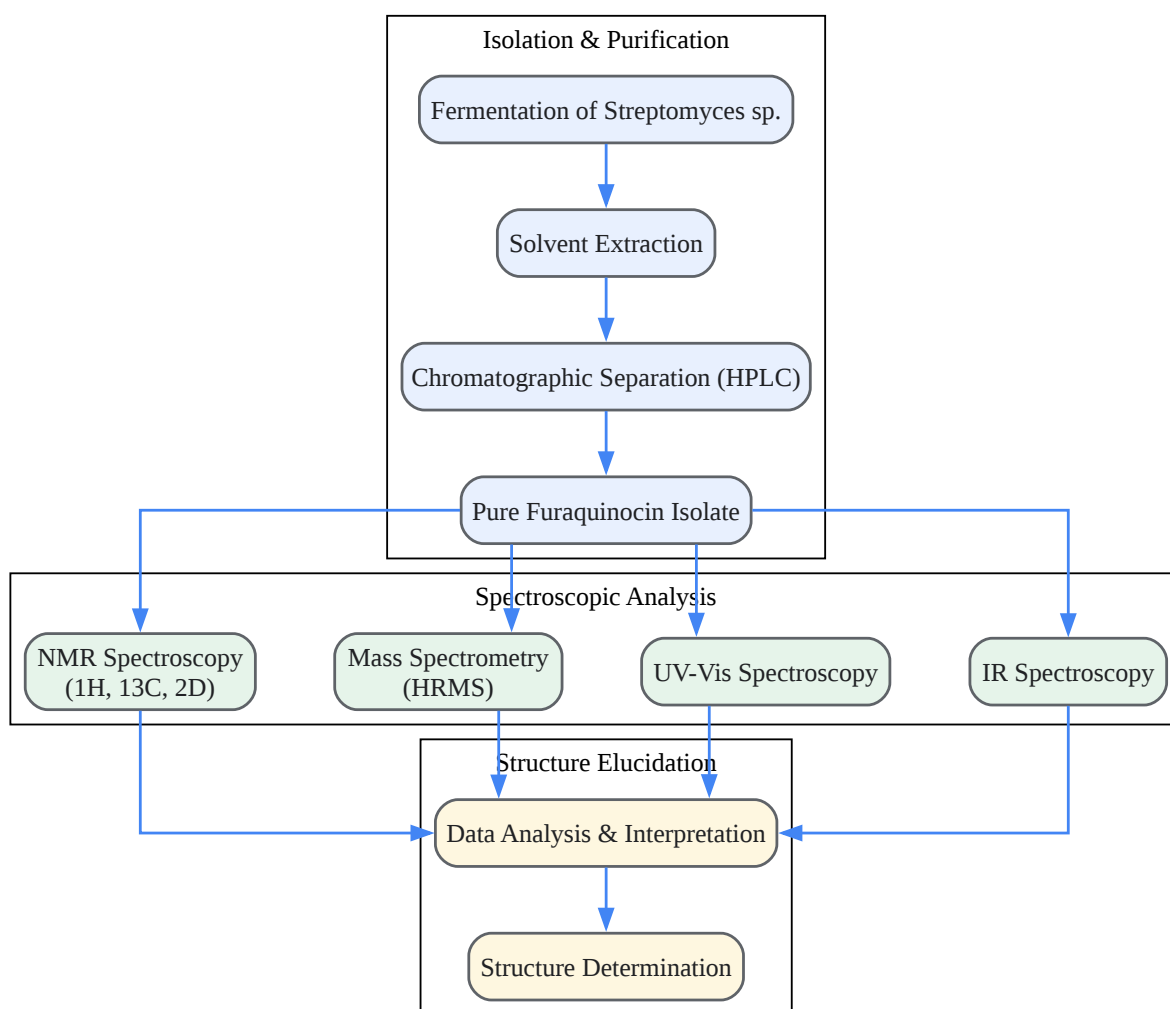 Isolation & Purification
Fermentation of Streptomyces sp.
Solvent Extraction
Chromatographic Separation (HPLC)
Pure Furaquinocin Isolate
Spectroscopic Analysis
NMR Spectroscopy
(1H, 13C, 2D)
Mass Spectrometry
(HRMS)
UV-Vis Spectroscopy
IR Spectroscopy
Structure Elucidation
Data Analysis & Interpretation
Structure Determination